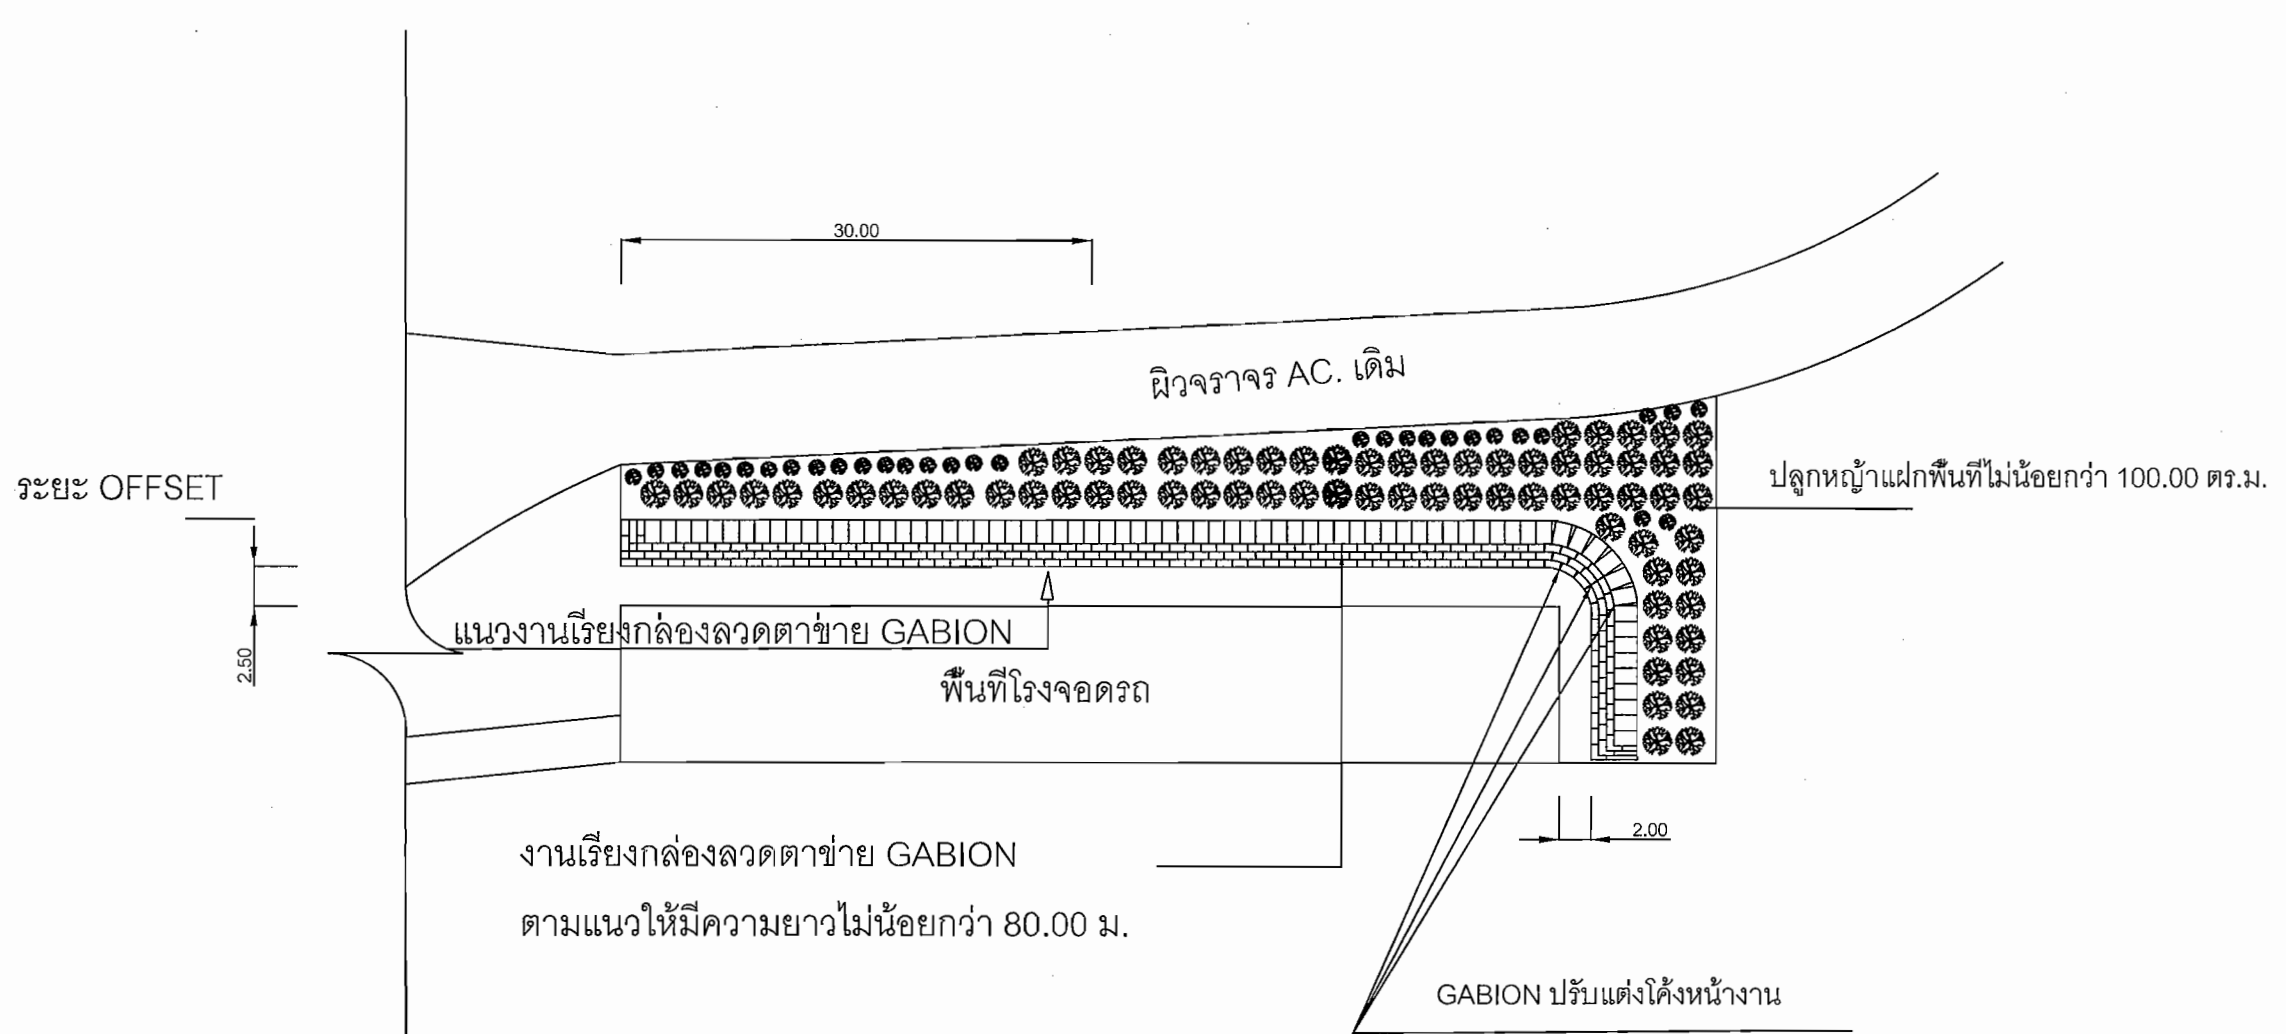 30.00
ผิวจราจร AC. เดิม
ระยะ OFFSET
ปลูกหญ้าแฝกพื้นที่ไม่น้อยกว่า 100.00 ตร.ม.
2.50
แนวงานเรียงกล่องลวดตาข่าย GABION
พื้นที่โรงจอดรถ
2.00
งานเรียงกล่องลวดตาข่าย GABION
ตามแนวให้มีความยาวไม่น้อยกว่า 80.00 ม.
GABION ปรับแต่งโค้งหน้างาน